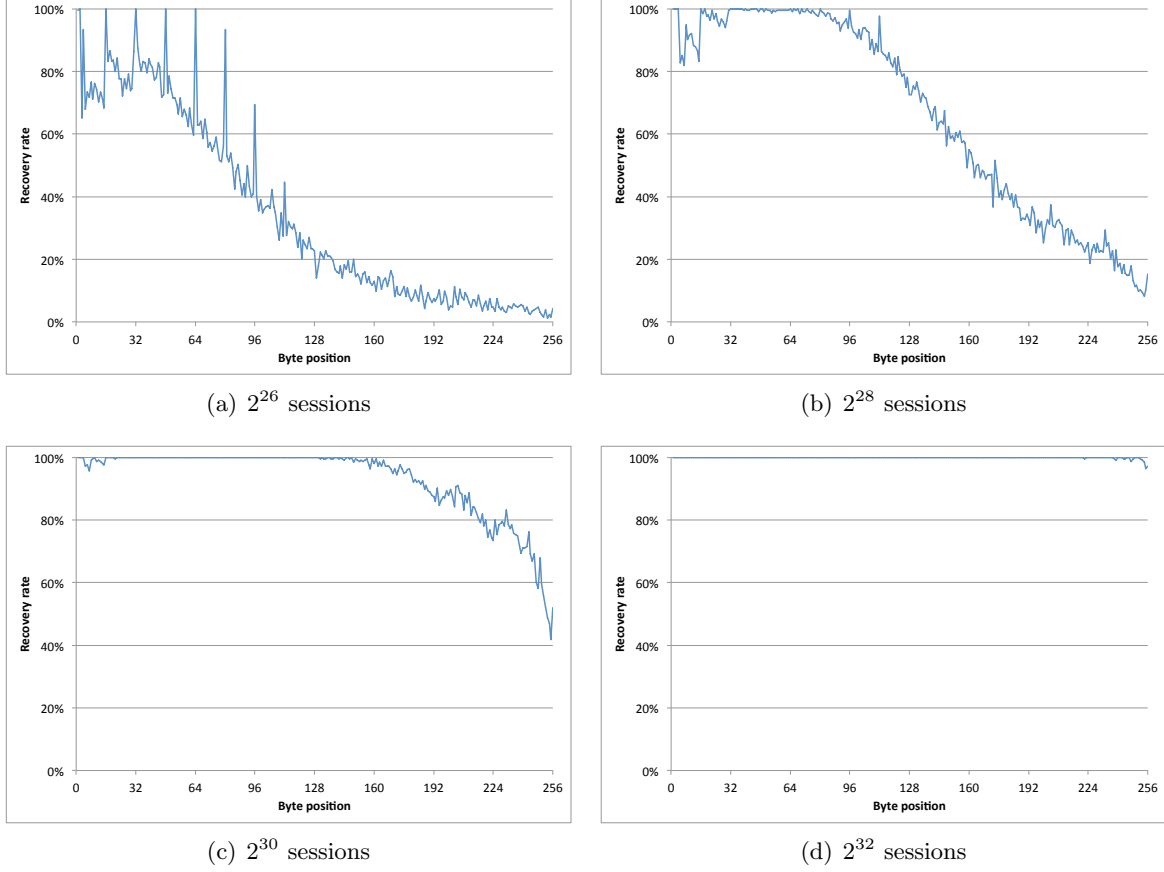 100%
80%
60%
40%
20%
0%
Recovery rate
0 32 64 96 128 160 192 224 256
Byte position
(a) 2^26 sessions
100%
80%
60%
40%
20%
0%
Recovery rate
0 32 64 96 128 160 192 224 256
Byte position
(b) 2^28 sessions
100%
80%
60%
40%
20%
0%
Recovery rate
0 32 64 96 128 160 192 224 256
Byte position
(c) 2^30 sessions
100%
80%
60%
40%
20%
0%
Recovery rate
0 32 64 96 128 160 192 224 256
Byte position
(d) 2^32 sessions